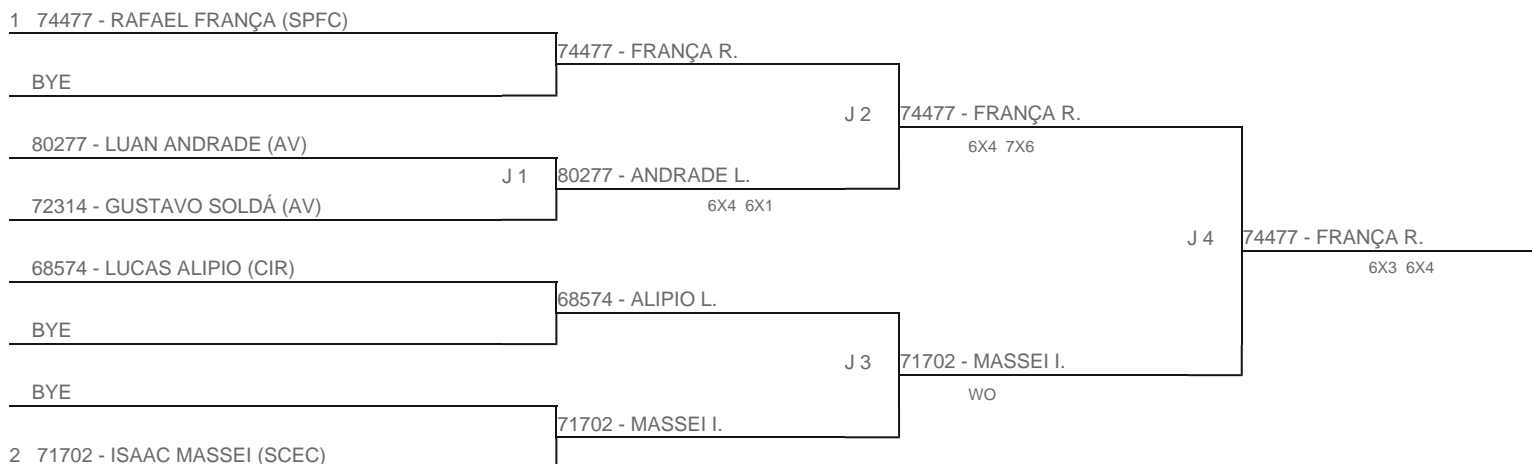 1 74477 - RAFAEL FRANÇA (SPFC)
74477 - FRANÇA R.
BYE
J 2
74477 - FRANÇA R.
6X4 7X6
80277 - LUAN ANDRADE (AV)
J 1
80277 - ANDRADE L.
6X4 6X1
72314 - GUSTAVO SOLDÁ (AV)
J 4
74477 - FRANÇA R.
6X3 6X4
68574 - LUCAS ALIPIO (CIR)
68574 - ALIPIO L.
BYE
J 3
71702 - MASSEI I.
WO
BYE
71702 - MASSEI I.
2 71702 - ISAAC MASSEI (SCEC)